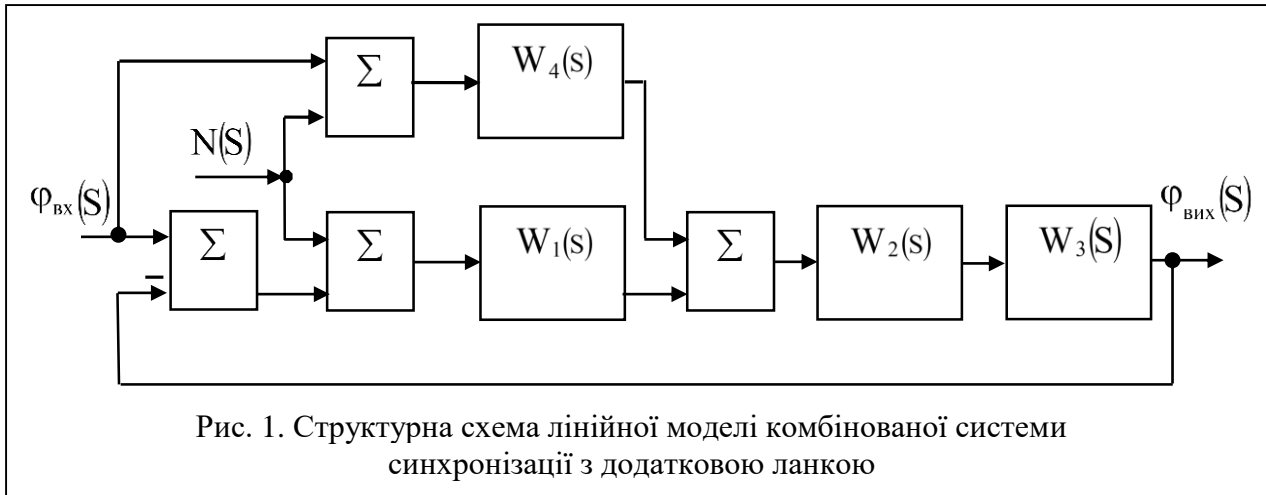 Σ
W₄(s)
N(S)
φвх(S)
Σ
Σ
W₁(s)
Σ
W₂(s)
W₃(S)
φвих(S)
−
Рис. 1. Структурна схема лінійної моделі комбінованої системи
синхронізації з додатковою ланкою